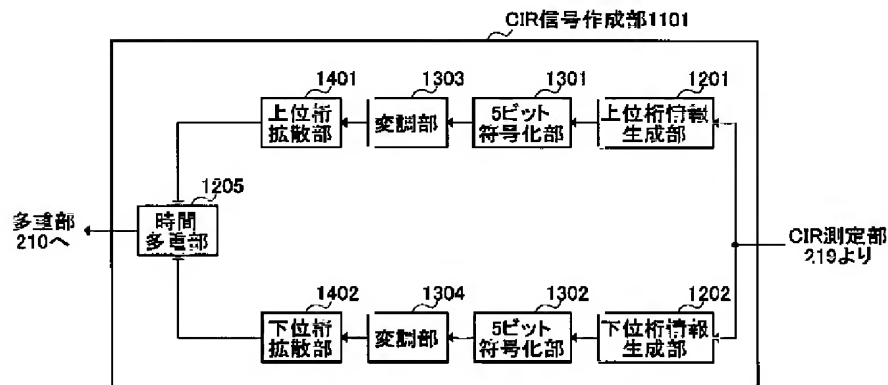 CIR信号作成部1101
1401
1303
1301
1201
上位桁
拡散部
変調部
5ビット
符号化部
上位桁情報
生成部
1205
時間
多重部
多重部
210へ
CIR測定部
219より
1402
1304
1302
1202
下位桁
拡散部
変調部
5ビット
符号化部
下位桁情報
生成部